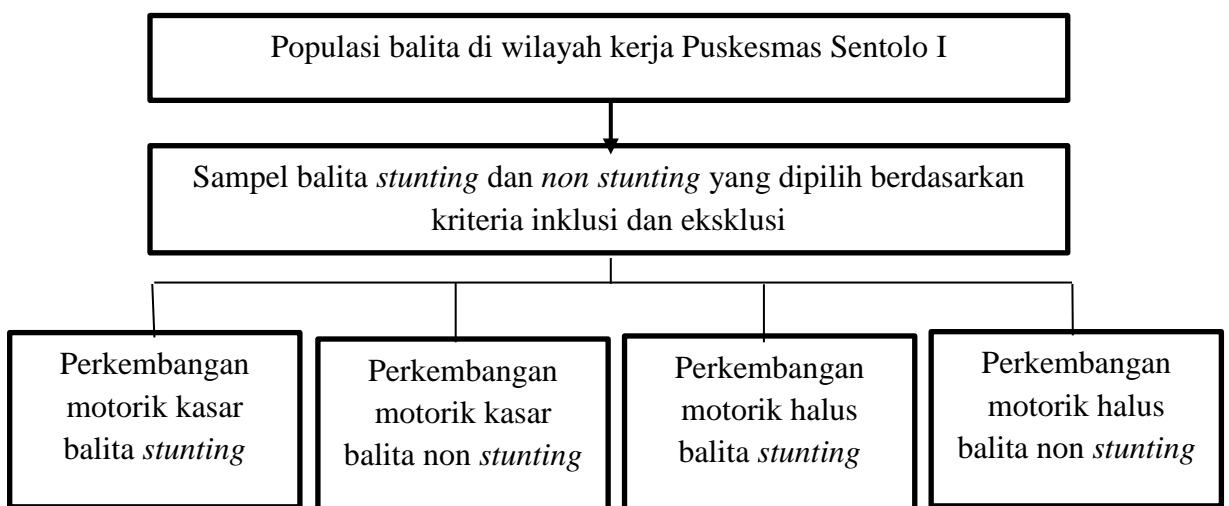 Populasi balita di wilayah kerja Puskesmas Sentolo I
Sampel balita stunting dan non stunting yang dipilih berdasarkan
kriteria inklusi dan eksklusi
Perkembangan
motorik kasar
balita stunting
Perkembangan
motorik kasar
balita non stunting
Perkembangan
motorik halus
balita stunting
Perkembangan
motorik halus
balita non stunting